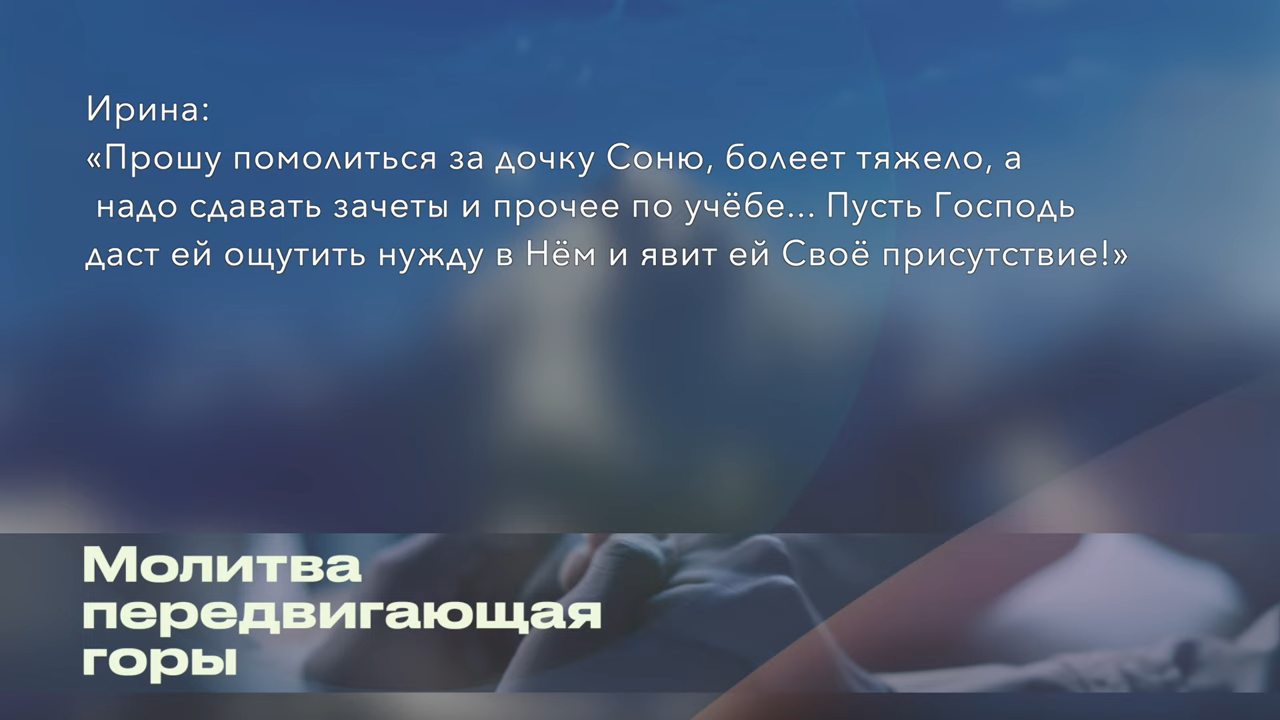 Ирина:
«Прошу помолиться за дочку Соню, болеет тяжело, а
надо сдавать зачеты и прочее по учёбе... Пусть Господь
даст ей ощутить нужду в Нём и явит ей Своё присутствие!»
Молитва
передвигающая
горы